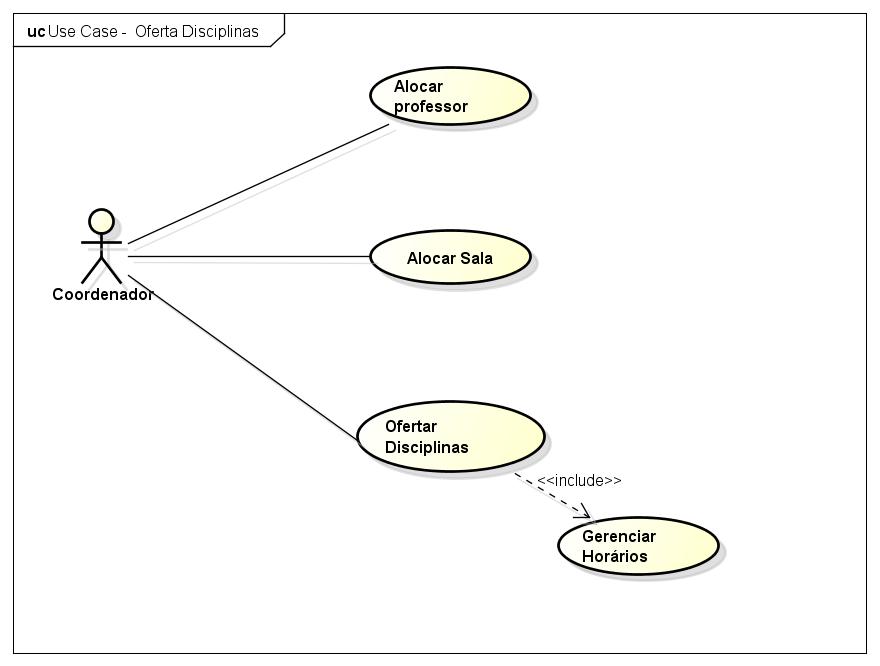 uc Use Case - Oferta Disciplinas
Alocar
professor
Alocar Sala
Coordenador
Ofertar
Disciplinas
<<include>>
Gerenciar
Horários